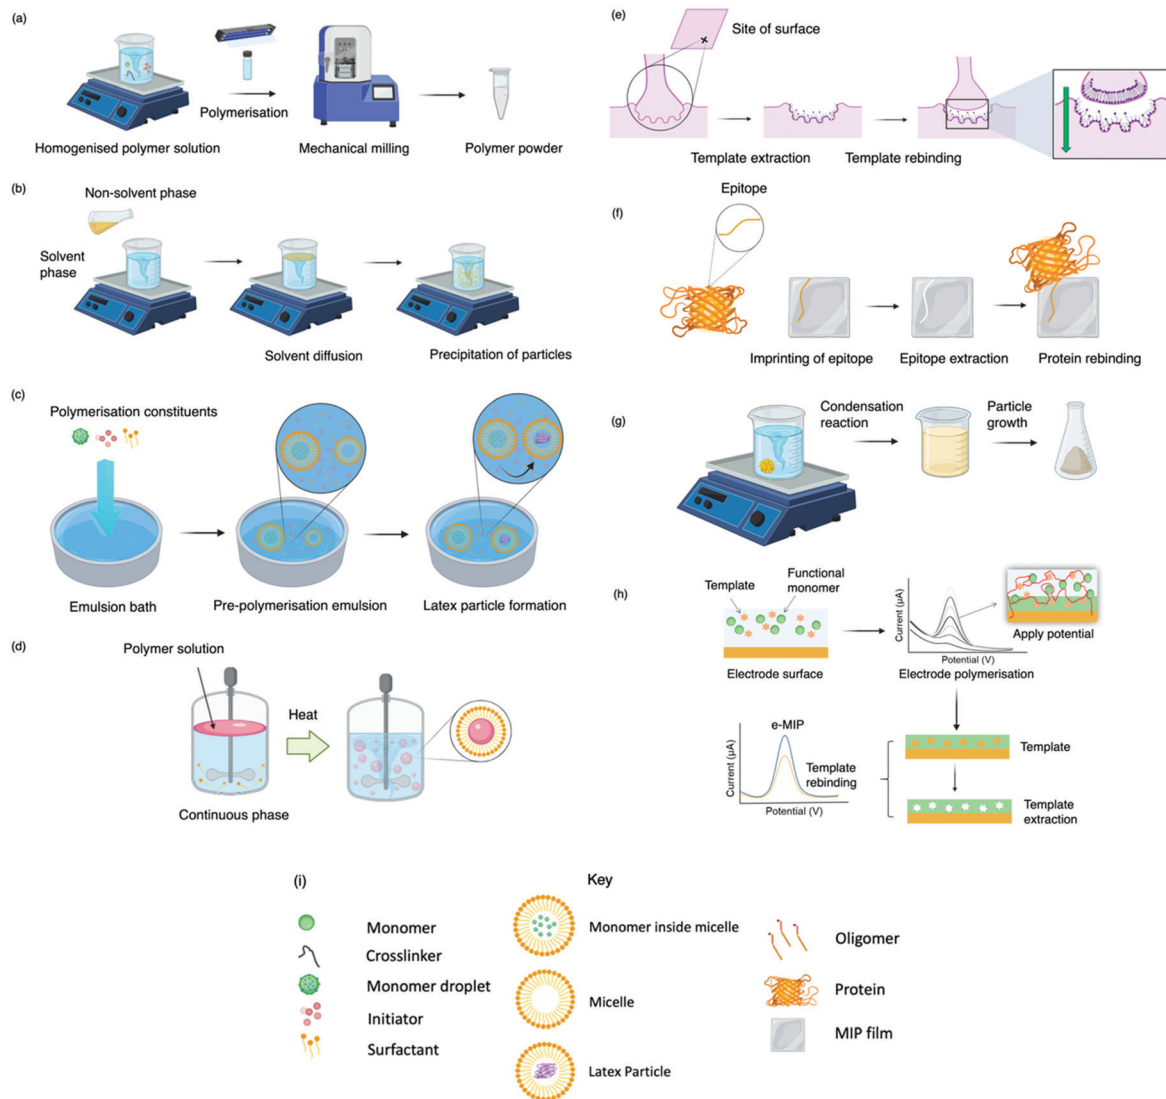 (a)
Polymerisation
Homogenised polymer solution
Mechanical milling
Polymer powder
(b)
Non-solvent phase
Solvent
phase
Solvent diffusion
Precipitation of particles
(c)
Polymerisation constituents
Emulsion bath
Pre-polymerisation emulsion
Latex particle formation
(d)
Polymer solution
Heat
Continuous phase
(e)
Site of surface
Template extraction
Template rebinding
(f)
Epitope
Imprinting of epitope
Epitope extraction
Protein rebinding
(g)
Condensation
reaction
Particle
growth
(h)
Template
Functional
monomer
Electrode surface
Current (µA)
Potential (V)
Apply potential
Electrode polymerisation
e-MIP
Current (µA)
Template
rebinding
Potential (V)
Template
Template
extraction
(i)
Key
Monomer
Crosslinker
Monomer droplet
Initiator
Surfactant
Monomer inside micelle
Micelle
Latex Particle
Oligomer
Protein
MIP film